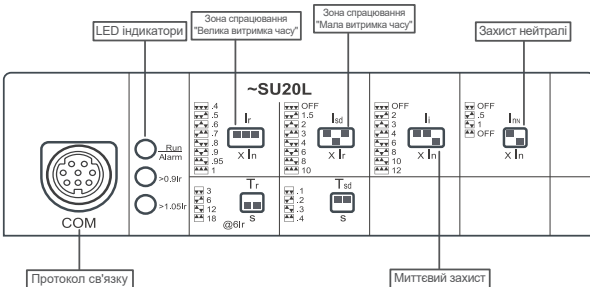 LED індикатори
Зона спрацювання
"Велика витримка часу"
Зона спрацювання
"Мала витримка часу"
Захист нейтралі
~SU20L
Run
Alarm
>0.9Ir
>1.05Ir
COM
.4
.5
.6
.7
.8
.9
.95
1
Ir
x In
OFF
1.5
2
3
4
6
8
10
Isd
x Ir
OFF
2
3
4
6
8
10
12
Ii
x In
OFF
.5
1
OFF
INN
x In
3
6
12
18
Tr
s
@6Ir
.1
.2
.3
.4
Tsd
s
Протокол св'язку
Миттєвий захист